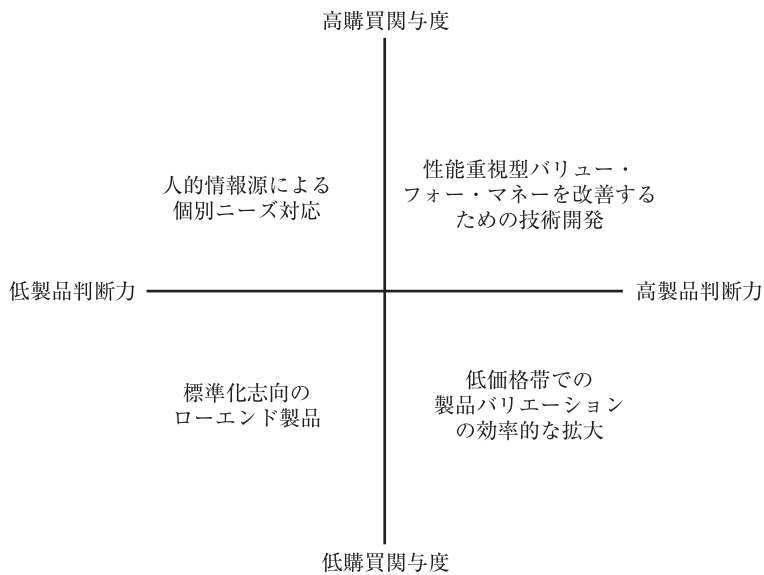 高購買関与度
人的情報源による
個別ニーズ対応
性能重視型バリュー・
フォー・マネーを改善する
ための技術開発
低製品判断力
高製品判断力
標準化志向の
ローエンド製品
低価格帯での
製品バリエーション
の効率的な拡大
低購買関与度